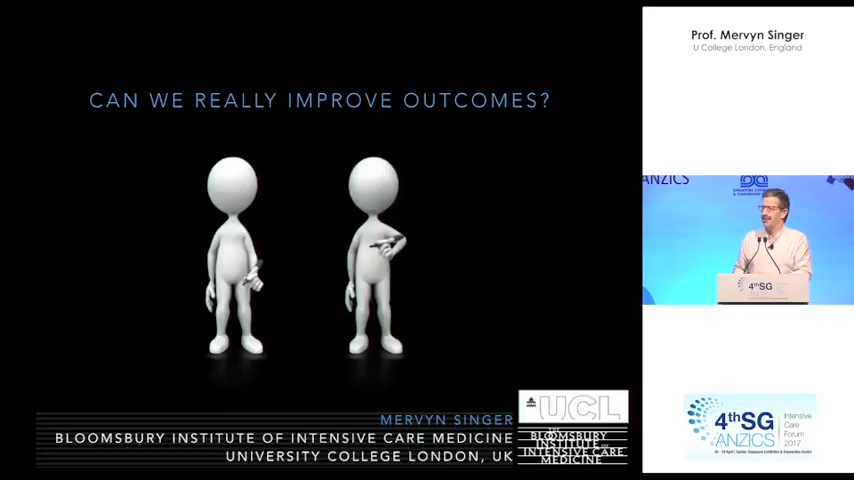 CAN WE REALLY IMPROVE OUTCOMES?
MERVYN SINGER
BLOOMSBURY INSTITUTE OF INTENSIVE CARE MEDICINE
UNIVERSITY COLLEGE LONDON, UK
UCL
THE
BLOOMSBURY
INSTITUTE OF
INTENSIVE CARE
MEDICINE
Prof. Mervyn Singer
U College London, England
ANZICS
4thSG
4thSG
ANZICS
Intensive
Care
Forum
2017